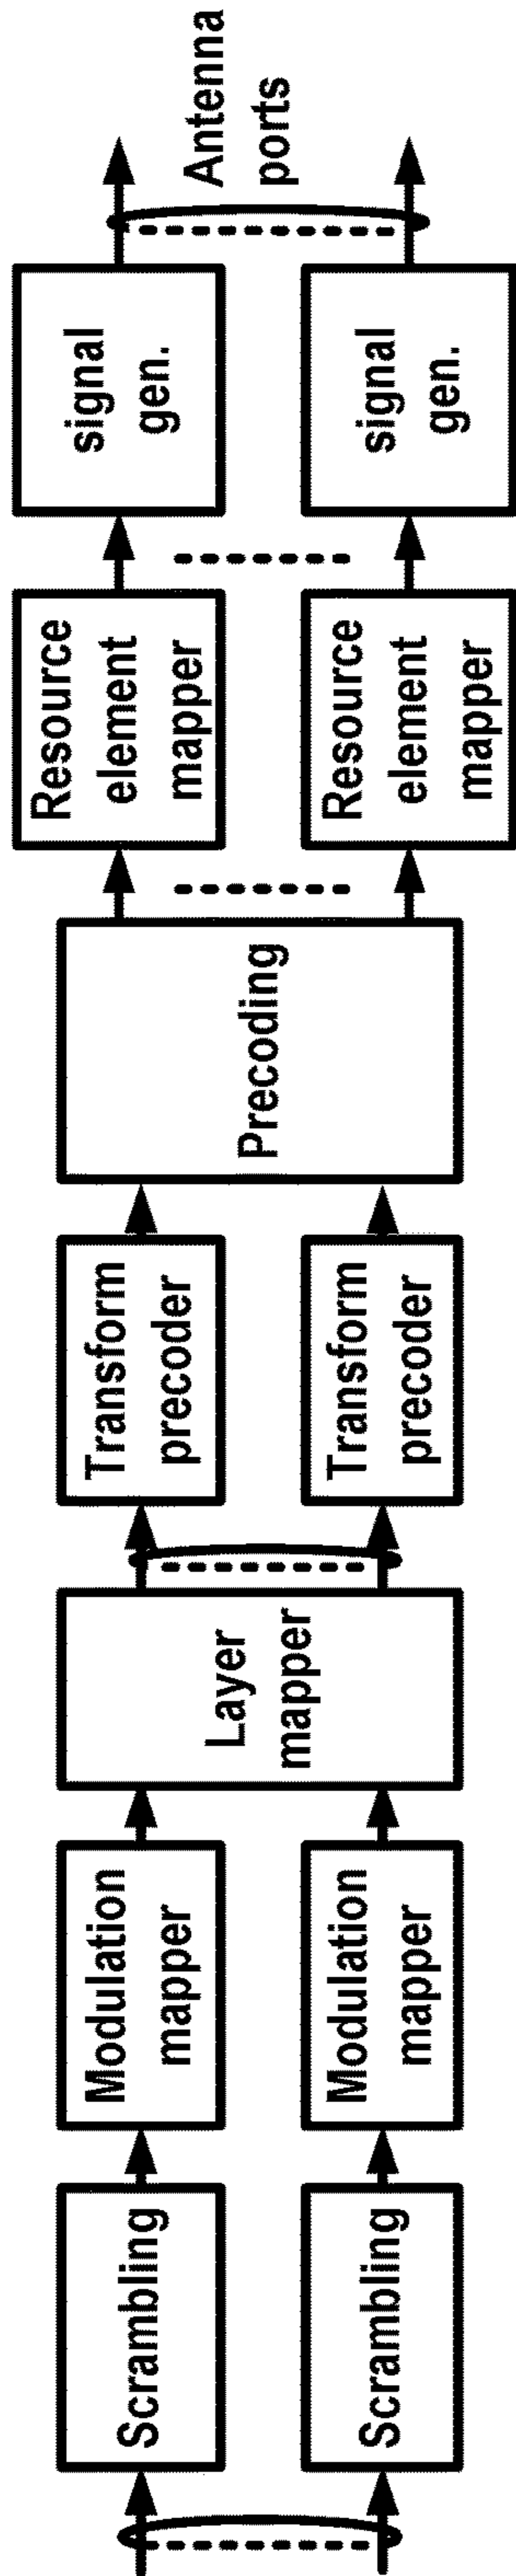 Scrambling
Scrambling
Modulation
mapper
Modulation
mapper
Layer
mapper
Transform
precoder
Transform
precoder
Precoding
Resource
element
mapper
Resource
element
mapper
signal
gen.
signal
gen.
Antenna
ports